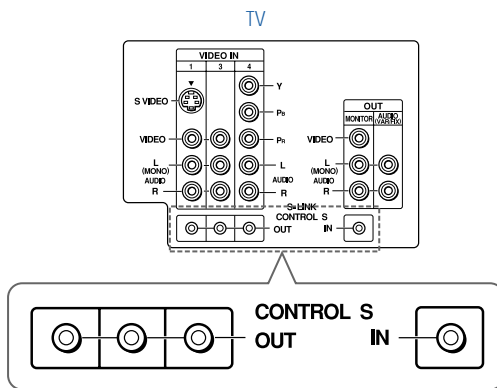 TV
VIDEO IN
1 3 4
S VIDEO
Y
PB
VIDEO
PR
L
(MONO)
AUDIO
R
L
AUDIO
R
OUT
MONITOR
AUDIO
(VAR/FIX)
VIDEO
L
(MONO)
AUDIO
R
S-LINK
CONTROL S
OUT
IN
CONTROL S
OUT
IN